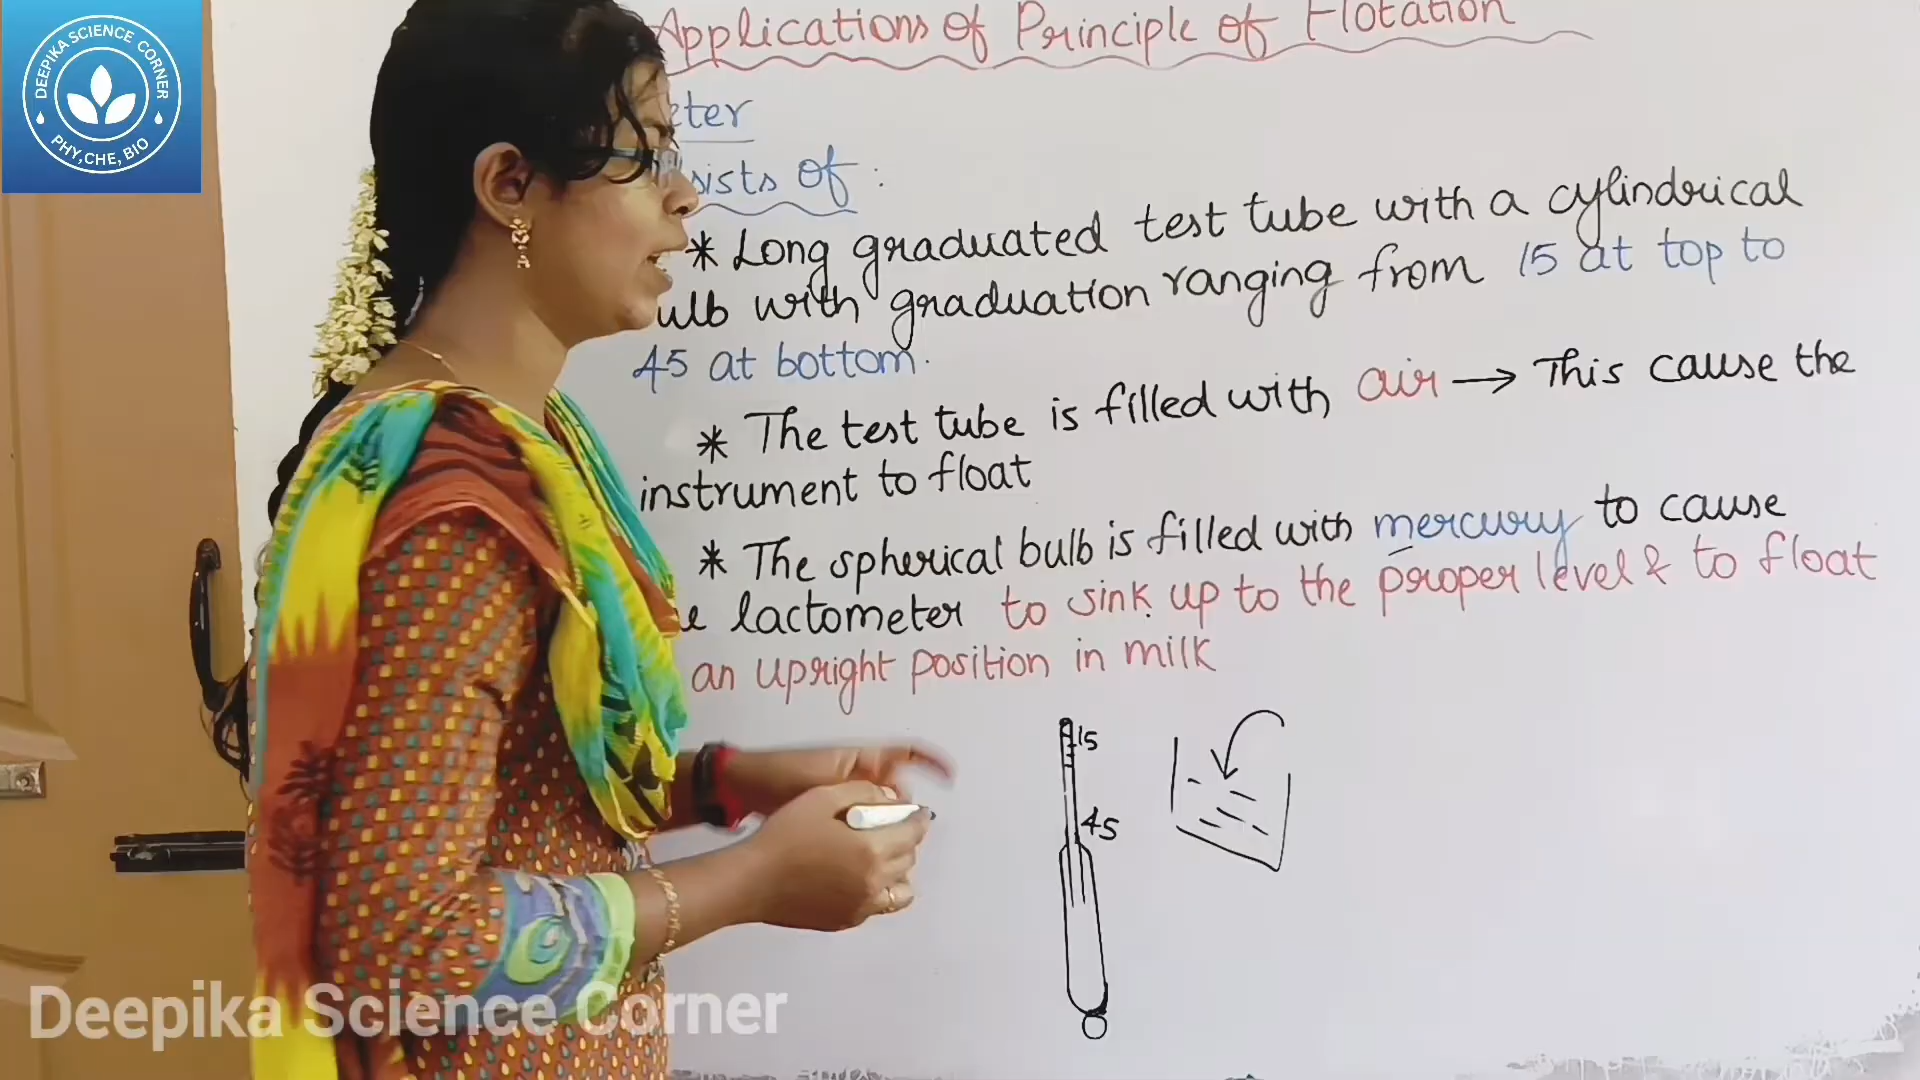 DEEPIKA SCIENCE CORNER
PHY,CHE, BIO
Applications of Principle of Flotation
eter
sists of :
* Long graduated test tube with a cylindrical
ulb with graduation ranging from 15 at top to
45 at bottom.
* The test tube is filled with air → This cause the
instrument to float
* The spherical bulb is filled with mercury to cause
e lactometer to sink up to the proper level & to float
an upright position in milk
15
45
Deepika Science Corner